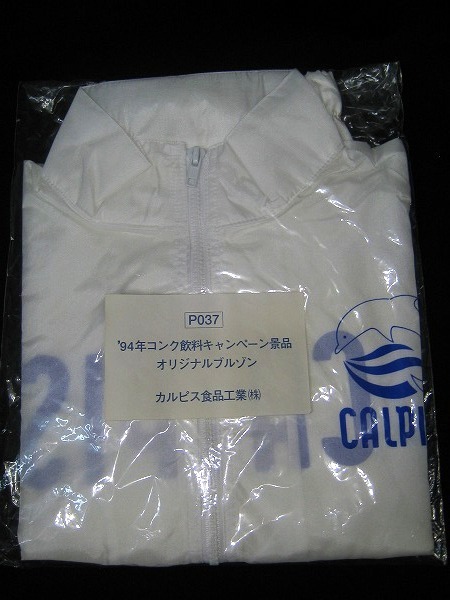 P037
'94年コンク飲料キャンペーン景品
オリジナルブルゾン
カルピス食品工業(株)
CALPI